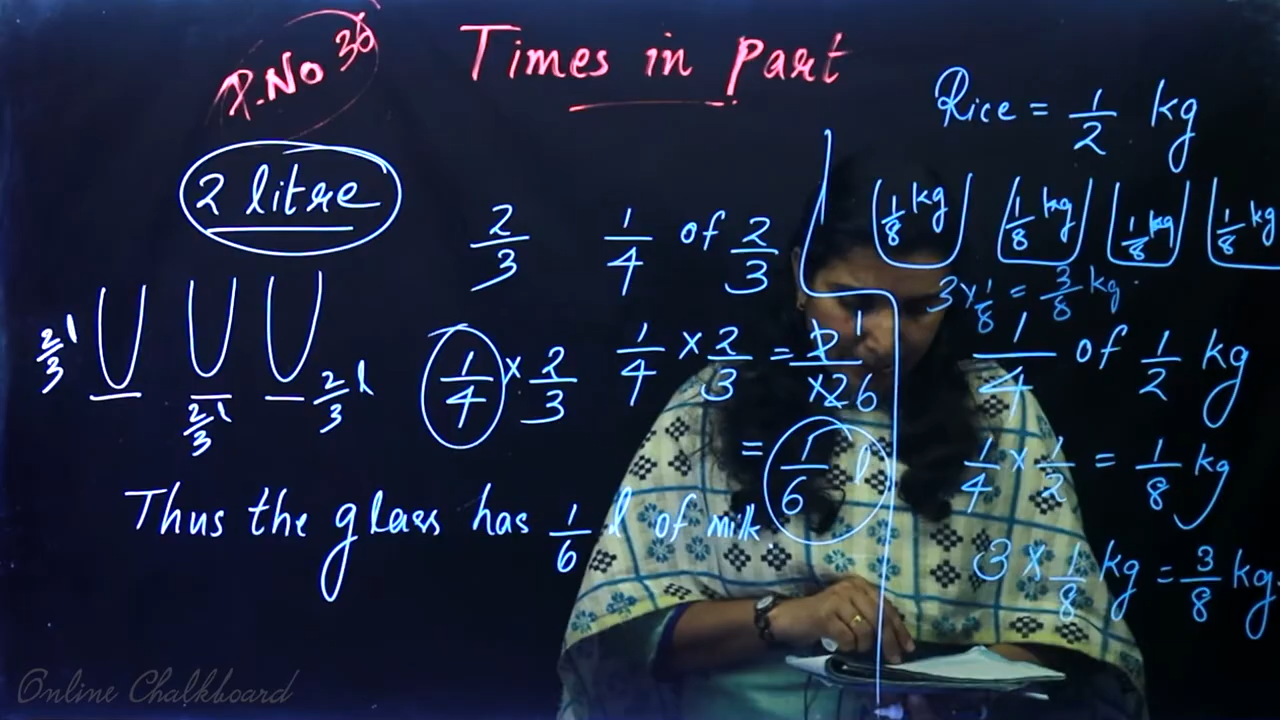 P.No 36
Times in part
2 litre
2/3 l
2/3 l
2/3 l
2/3
1/4 of 2/3
1/4 × 2/3
1/4 × 2/3 = 2 1 / ×2 6
= 1/6 l
Thus the glass has 1/6 l of milk
Rice = 1/2 kg
1/8 kg 1/8 kg 1/8 kg 1/8 kg
3 × 1/8 = 3/8 kg.
1/4 of 1/2 kg
1/4 × 1/2 = 1/8 kg
3 × 1/8 kg = 3/8 kg
Online Chalkboard